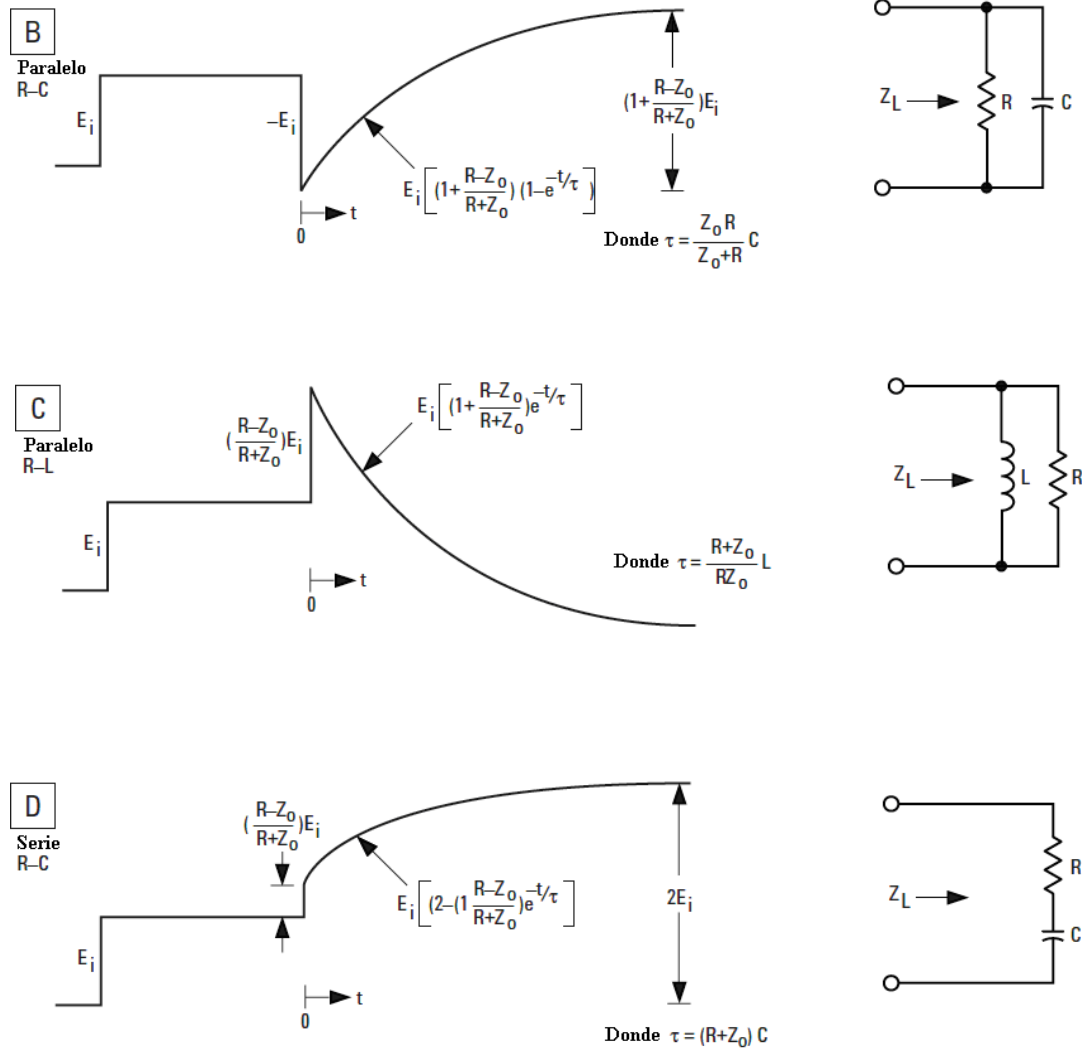 B
Paralelo
R–C
E_i
–E_i
E_i[(1+(R–Z_o)/(R+Z_o))(1–e^–t/τ)]
(1+(R–Z_o)/(R+Z_o))E_i
0
t
Donde τ = (Z_o R)/(Z_o+R) C
Z_L
R
C
C
Paralelo
R–L
E_i
((R–Z_o)/(R+Z_o))E_i
E_i[(1+(R–Z_o)/(R+Z_o))e^–t/τ]
0
t
Donde τ = (R+Z_o)/(RZ_o) L
Z_L
L
R
D
Serie
R–C
E_i
((R–Z_o)/(R+Z_o))E_i
E_i[(2–(1 (R–Z_o)/(R+Z_o))e^–t/τ]
2E_i
0
t
Donde τ = (R+Z_o) C
Z_L
R
C